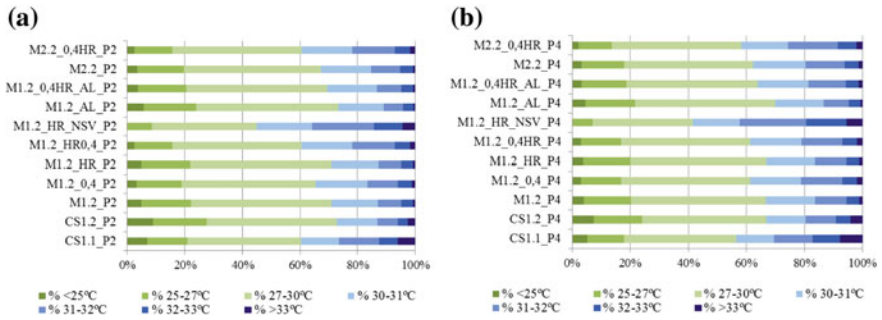 (a)
M2.2_0,4HR_P2
M2.2_P2
M1.2_0,4HR_AL_P2
M1.2_AL_P2
M1.2_HR_NSV_P2
M1.2_HR0,4_P2
M1.2_HR_P2
M1.2_0,4_P2
M1.2_P2
CS1.2_P2
CS1.1_P2
0% 20% 40% 60% 80% 100%
% <25ºC % 25-27ºC % 27-30ºC % 30-31ºC
% 31-32ºC % 32-33ºC % >33ºC
(b)
M2.2_0,4HR_P4
M2.2_P4
M1.2_0,4HR_AL_P4
M1.2_AL_P4
M1.2_HR_NSV_P4
M1.2_0,4HR_P4
M1.2_HR_P4
M1.2_0,4_P4
M1.2_P4
CS1.2_P4
CS1.1_P4
0% 20% 40% 60% 80% 100%
% <25ºC % 25-27ºC % 27-30ºC % 30-31ºC
% 31-32ºC % 32-33ºC % >33ºC